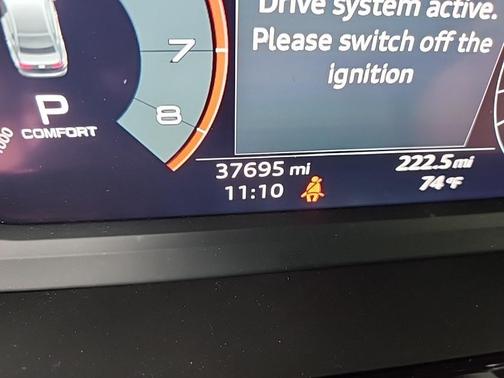 Drive system active.
Please switch off the
ignition
7
8
P
COMFORT
37695 mi
222.5 mi
11:10
74°F